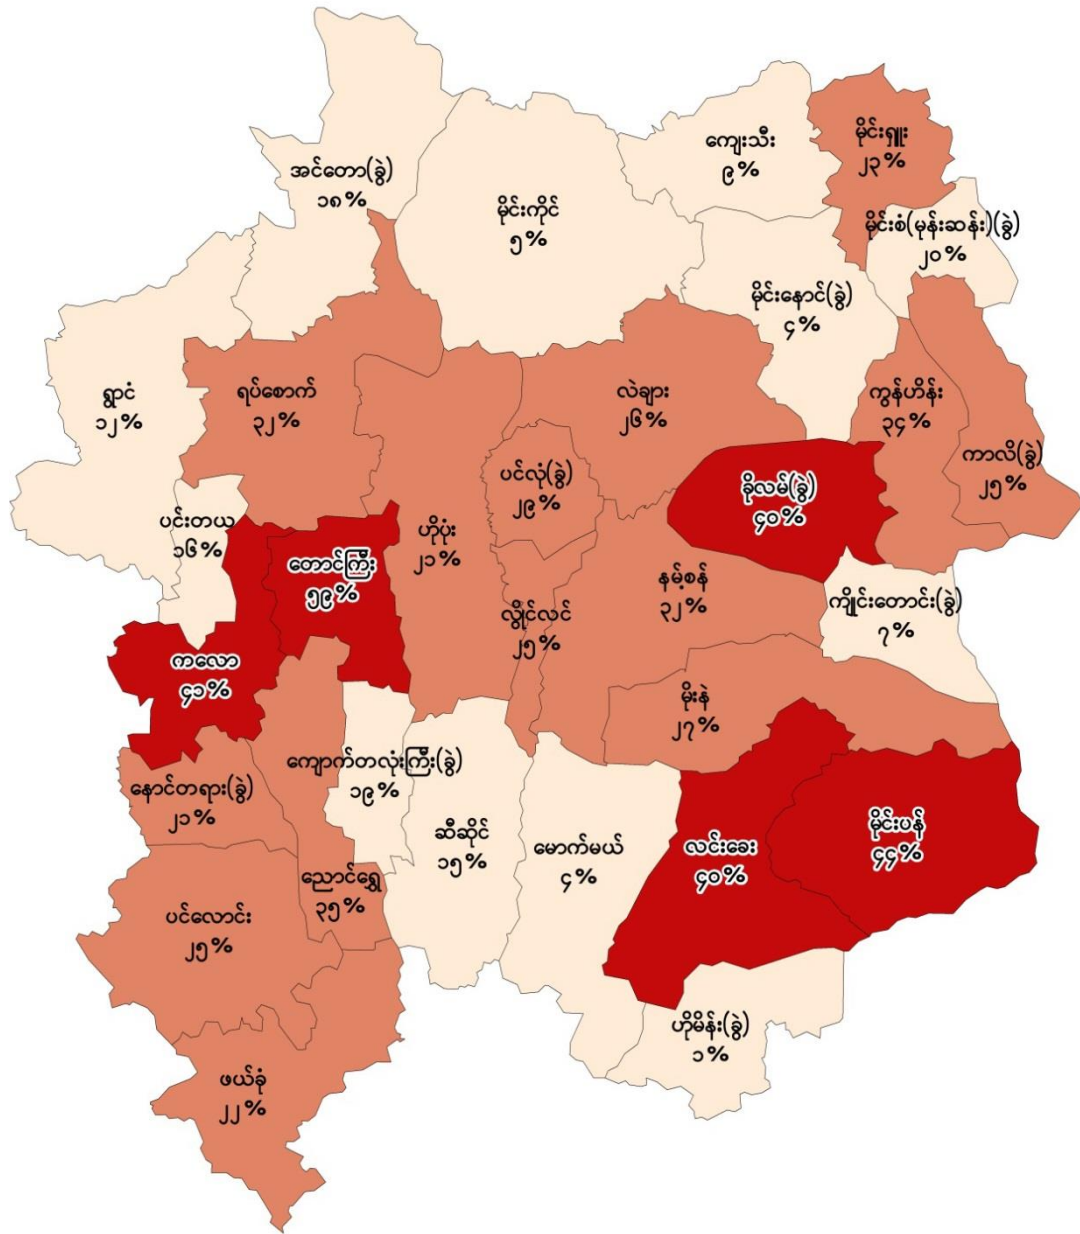 မိုင်းရှူး
၂၃%
ကျေးသီး
၉%
အင်တော(ခွဲ)
၁၈%
မိုင်းကိုင်
၅%
မိုင်းစံ(မုန်းဆန်း)(ခွဲ)
၂၀%
မိုင်းနောင်(ခွဲ)
၄%
ရွာငံ
၁၂%
ရပ်စောက်
၃၂%
လဲချား
၂၆%
ကွန်ဟိန်း
၃၄%
ကာလိ(ခွဲ)
၂၅%
ပင်လုံ(ခွဲ)
၂၉%
ခိုလမ်(ခွဲ)
၄၀%
ပင်းတယ
၁၆%
ဟိုပုံး
၂၁%
တောင်ကြီး
၅၉%
နမ့်စန်
၃၂%
ကျိုင်းတောင်း(ခွဲ)
၇%
လွိုင်လင်
၂၅%
ကလော
၄၁%
မိုးနဲ
၂၇%
ကျောက်တလုံးကြီး(ခွဲ)
၁၉%
နောင်တရား(ခွဲ)
၂၁%
ဆီဆိုင်
၁၅%
မောက်မယ်
၄%
လင်းခေး
၄၀%
မိုင်းပန်
၄၄%
ညောင်ရွှေ
၃၅%
ပင်လောင်း
၂၅%
ဟိုမိန်း(ခွဲ)
၁%
ဖယ်ခုံ
၂၂%